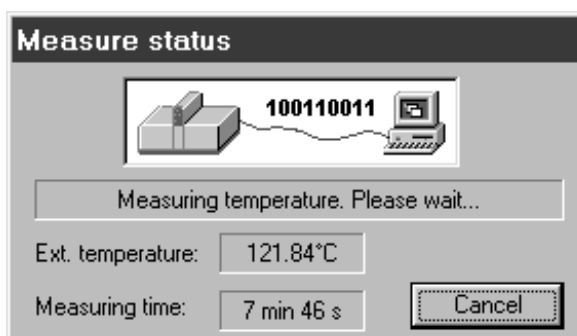 Measure status
100110011
Measuring temperature. Please wait...
Ext. temperature: 121.84°C
Measuring time: 7 min 46 s
Cancel